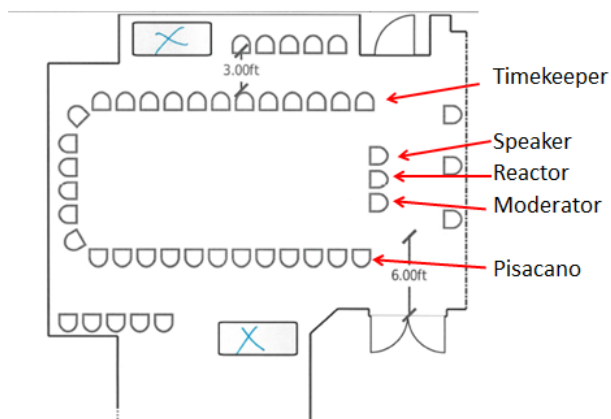 3.00ft
Timekeeper
Speaker
Reactor
Moderator
Pisacano
6.00ft